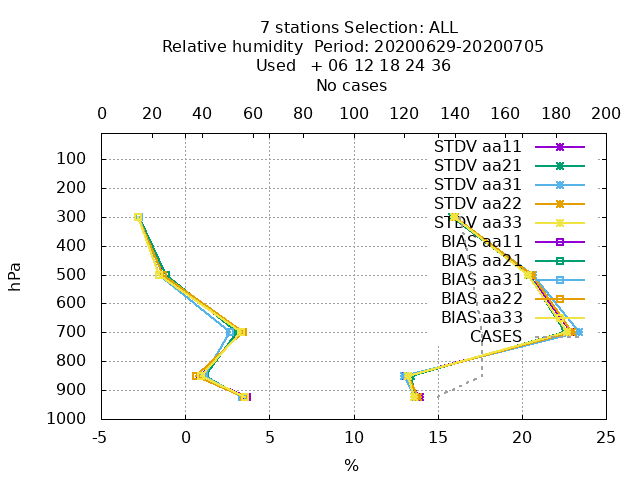 7 stations Selection: ALL
Relative humidity  Period: 20200629-20200705
Used   + 06 12 18 24 36
No cases
0 20 40 60 80 100 120 140 160 180 200
STDV aa11
STDV aa21
STDV aa31
STDV aa22
STDV aa33
BIAS aa11
BIAS aa21
BIAS aa31
BIAS aa22
BIAS aa33
CASES
hPa
100
200
300
400
500
600
700
800
900
1000
-5 0 5 10 15 20 25
%